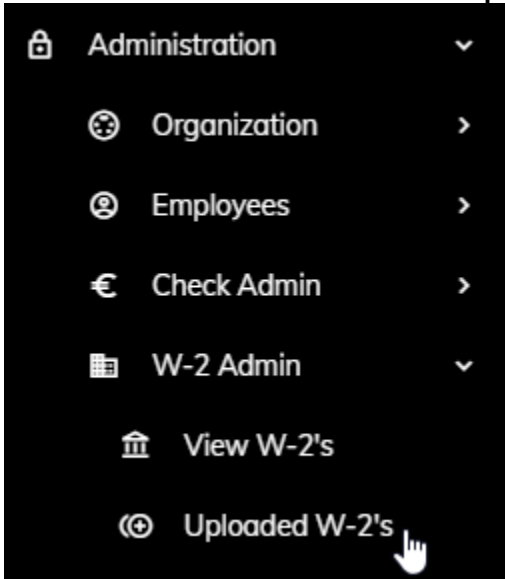 Administration
Organization
Employees
Check Admin
W-2 Admin
View W-2's
Uploaded W-2's